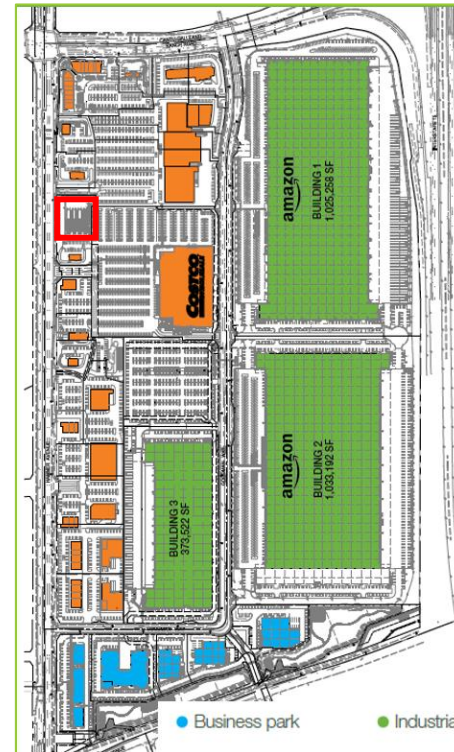 amazon
BUILDING 1
1,025,258 SF
COSTCO
amazon
BUILDING 2
1,033,192 SF
BUILDING 3
373,522 SF
Business park
Industria